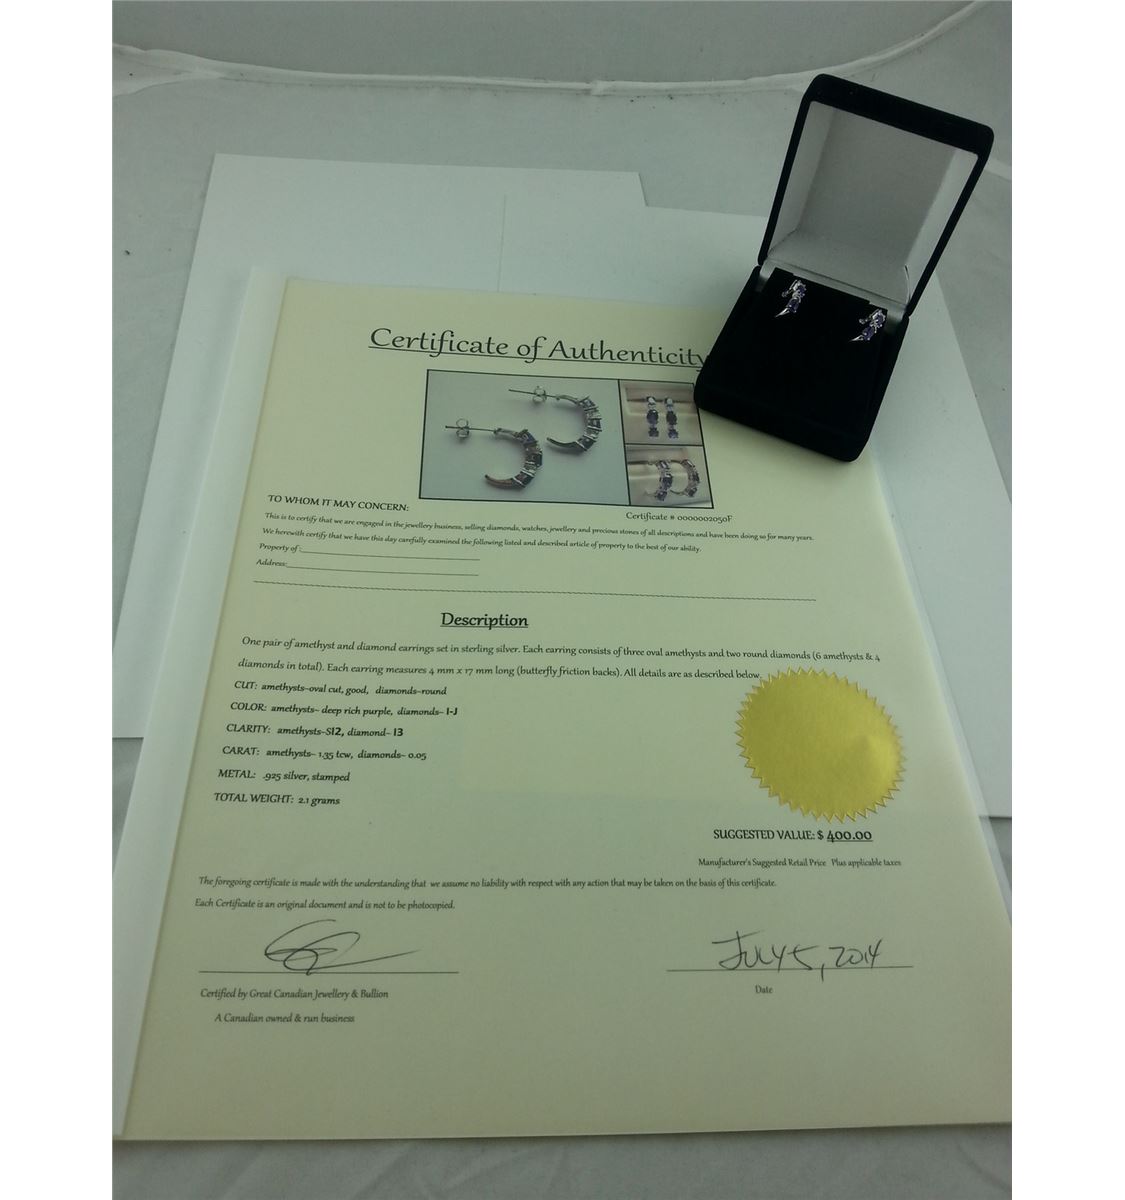 Certificate of Authenticity
TO WHOM IT MAY CONCERN:
Certificate # 0000002050F
This is to certify that we are engaged in the jewellery business, selling diamonds, watches, jewellery and precious stones of all descriptions and have been doing so for many years.
We herewith certify that we have this day carefully examined the following listed and described article of property to the best of our ability.
Property of:
Address:
Description
One pair of amethyst and diamond earrings set in sterling silver. Each earring consists of three oval amethysts and two round diamonds (6 amethysts & 4
diamonds in total). Each earring measures 4 mm x 17 mm long (butterfly friction backs). All details are as described below.
CUT: amethysts-oval cut, good, diamonds-round
COLOR: amethysts- deep rich purple, diamonds- I-J
CLARITY: amethysts-SI2, diamond- I3
CARAT: amethysts- 1.35 tcw, diamonds- 0.05
METAL: .925 silver, stamped
TOTAL WEIGHT: 2.1 grams
SUGGESTED VALUE: $ 400.00
Manufacturer's Suggested Retail Price Plus applicable taxes
The foregoing certificate is made with the understanding that we assume no liability with respect with any action that may be taken on the basis of this certificate.
Each Certificate is an original document and is not to be photocopied.
JULY 5, 2014
Certified by Great Canadian Jewellery & Bullion
Date
A Canadian owned & run business